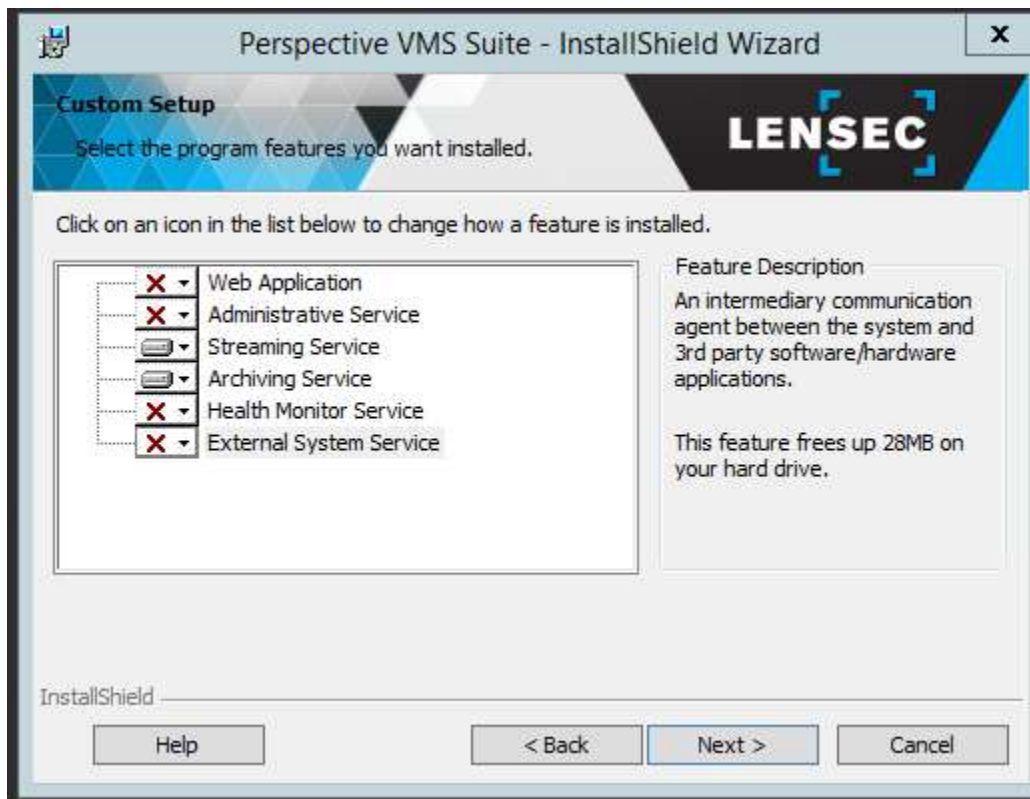 Perspective VMS Suite - InstallShield Wizard
x
Custom Setup
Select the program features you want installed.
LENSEC
Click on an icon in the list below to change how a feature is installed.
Web Application
Administrative Service
Streaming Service
Archiving Service
Health Monitor Service
External System Service
Feature Description
An intermediary communication
agent between the system and
3rd party software/hardware
applications.
This feature frees up 28MB on
your hard drive.
InstallShield
Help
< Back
Next >
Cancel